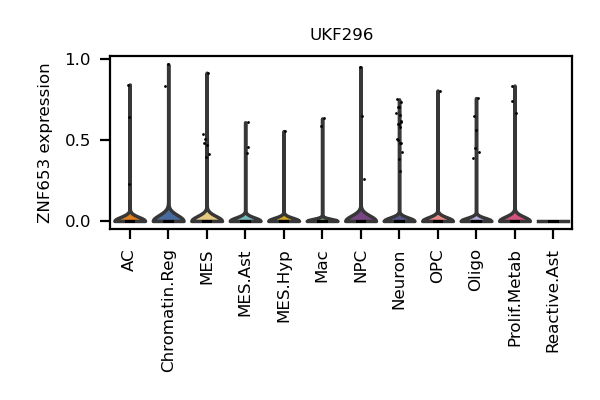 UKF296
ZNF653 expression
1.0
0.5
0.0
AC
Chromatin.Reg
MES
MES.Ast
MES.Hyp
Mac
NPC
Neuron
OPC
Oligo
Prolif.Metab
Reactive.Ast